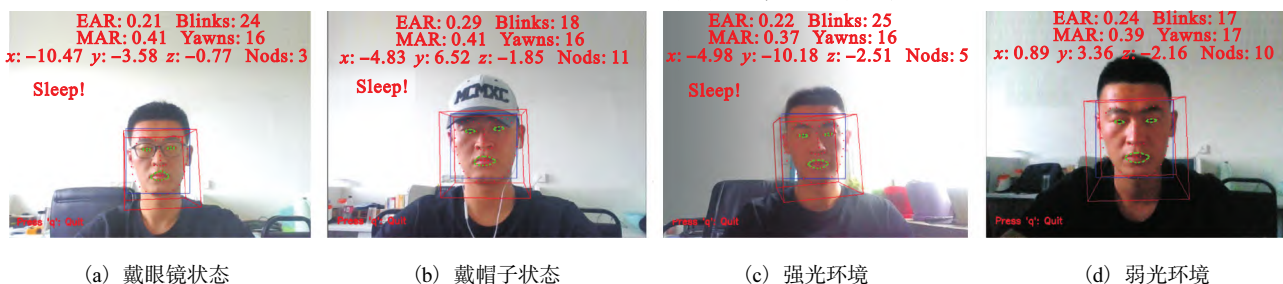 EAR: 0.21 Blinks: 24
MAR: 0.41 Yawns: 16
x: −10.47 y: −3.58 z: −0.77 Nods: 3
Sleep!
Press 'q': Quit
(a) 戴眼镜状态
EAR: 0.29 Blinks: 18
MAR: 0.41 Yawns: 16
x: −4.83 y: 6.52 z: −1.85 Nods: 11
Sleep!
MCMXC
Press 'q': Quit
(b) 戴帽子状态
EAR: 0.22 Blinks: 25
MAR: 0.37 Yawns: 16
x: −4.98 y: −10.18 z: −2.51 Nods: 5
Sleep!
Press 'q': Quit
(c) 强光环境
EAR: 0.24 Blinks: 17
MAR: 0.39 Yawns: 17
x: 0.89 y: 3.36 z: −2.16 Nods: 10
Press 'q': Quit
(d) 弱光环境